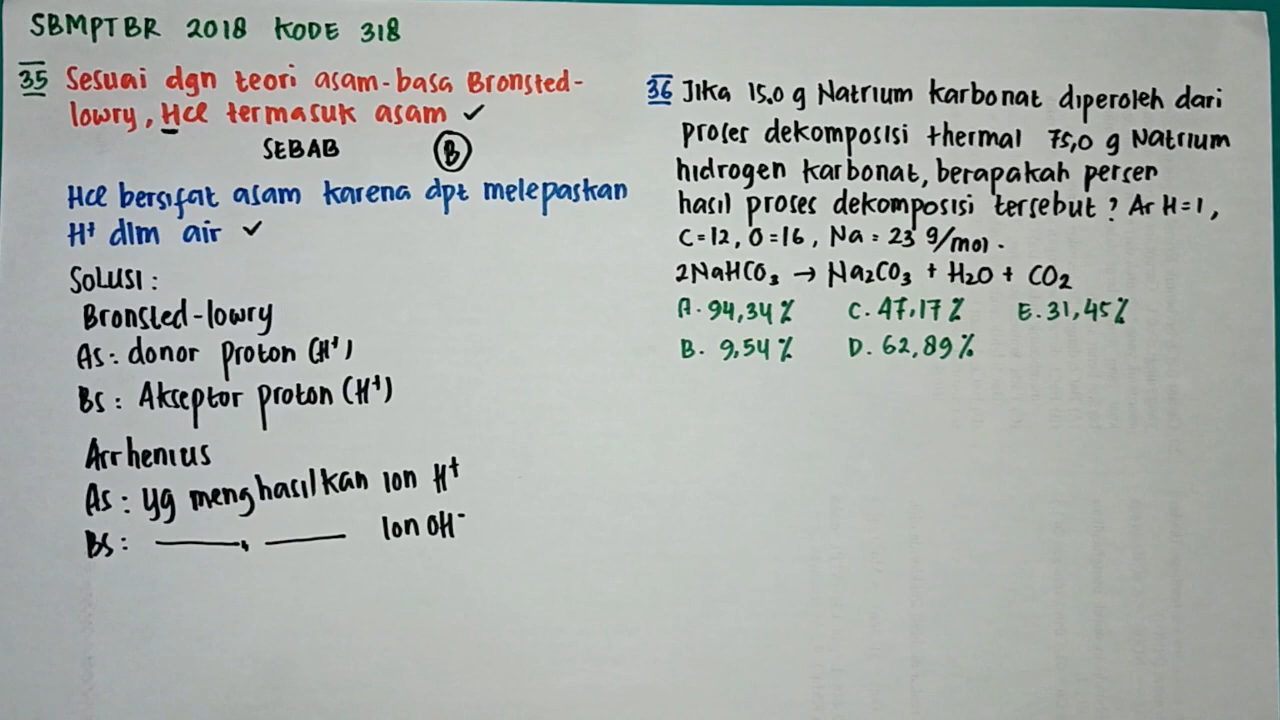 SBMPTBR 2018 KODE 318
35 Sesuai dgn teori asam-basa Bronsted-
lowry, Hcl termasuk asam ✓
SEBAB B
Hcl bersifat asam karena dpt melepaskan
H⁺ dlm air ✓
SOLUSI :
Bronsted-lowry
As : donor proton (H⁺)
Bs : Akseptor proton (H⁺)
Arrhenius
As : yg menghasilkan ion H⁺
Bs : —— , —— Ion OH⁻
36 Jika 15.0 g Natrium karbonat diperoleh dari
proses dekomposisi thermal 75,0 g Natrium
hidrogen karbonat, berapakah persen
hasil proses dekomposisi tersebut ? Ar H=1,
C=12, O=16, Na = 23 g/mol.
2NaHCO₃ → Na₂CO₃ + H₂O + CO₂
A. 94,34 % C. 47,17 % E. 31,45 %
B. 9,54 % D. 62,89 %